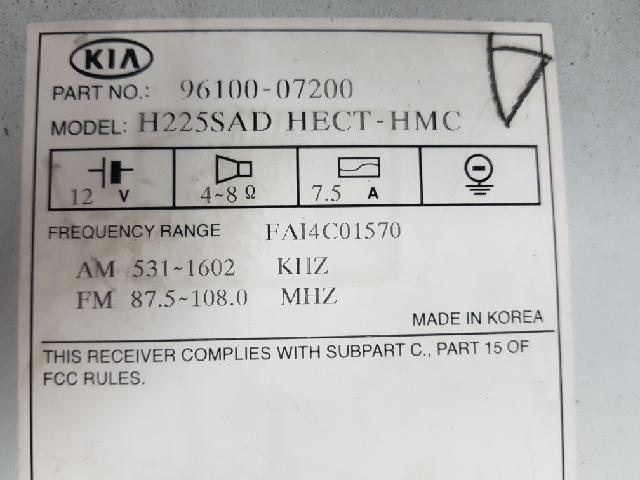 KIA
PART NO.: 96100-07200
MODEL: H225SAD HECT-HMC
12 V 4~8 Ω 7.5 A
FREQUENCY RANGE FAI4C01570
AM 531~1602 KHZ
FM 87.5~108.0 MHZ
MADE IN KOREA
THIS RECEIVER COMPLIES WITH SUBPART C., PART 15 OF
FCC RULES.